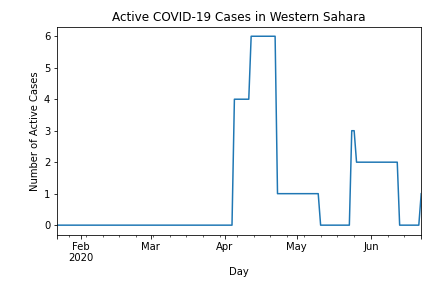 Active COVID-19 Cases in Western Sahara
Number of Active Cases
6
5
4
3
2
1
0
Feb Mar Apr May Jun
2020
Day